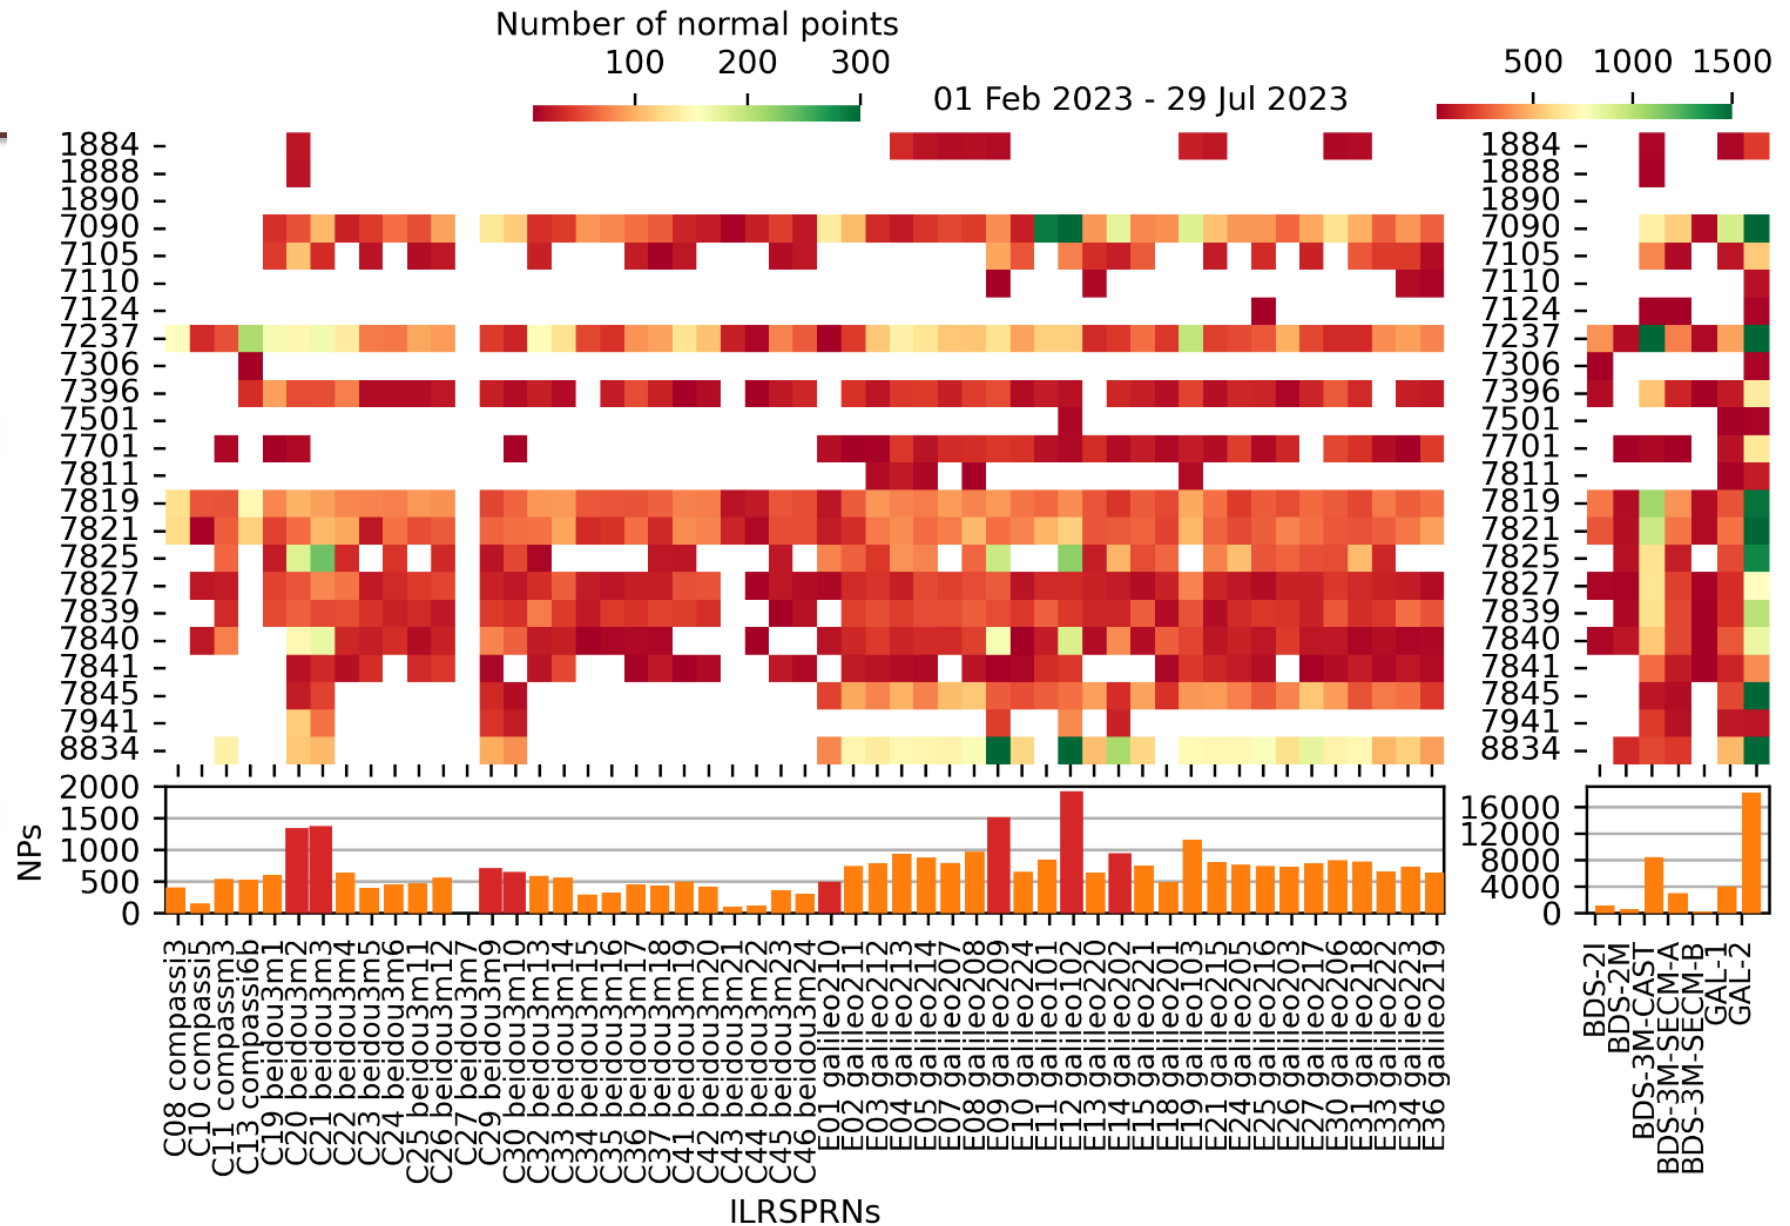 Number of normal points
100 200 300
01 Feb 2023 - 29 Jul 2023
500 1000 1500
1884
1888
1890
7090
7105
7110
7124
7237
7306
7396
7501
7701
7811
7819
7821
7825
7827
7839
7840
7841
7845
7941
8834
1884
1888
1890
7090
7105
7110
7124
7237
7306
7396
7501
7701
7811
7819
7821
7825
7827
7839
7840
7841
7845
7941
8834
NPs
2000
1500
1000
500
0
16000
12000
8000
4000
0
C08 compassi3
C10 compassi5
C11 compassm3
C13 compassi6b
C19 beidou3m1
C20 beidou3m2
C21 beidou3m3
C22 beidou3m4
C23 beidou3m5
C24 beidou3m6
C25 beidou3m11
C26 beidou3m12
C27 beidou3m7
C29 beidou3m9
C30 beidou3m10
C32 beidou3m13
C33 beidou3m14
C34 beidou3m15
C35 beidou3m16
C36 beidou3m17
C37 beidou3m18
C41 beidou3m19
C42 beidou3m20
C43 beidou3m21
C44 beidou3m22
C45 beidou3m23
C46 beidou3m24
E01 galileo210
E02 galileo211
E03 galileo212
E04 galileo213
E05 galileo214
E07 galileo207
E08 galileo208
E09 galileo209
E10 galileo224
E11 galileo101
E12 galileo102
E13 galileo220
E14 galileo202
E15 galileo221
E18 galileo201
E19 galileo103
E21 galileo215
E24 galileo205
E25 galileo216
E26 galileo203
E27 galileo217
E30 galileo206
E31 galileo218
E33 galileo222
E34 galileo223
E36 galileo219
BDS-2I
BDS-2M
BDS-3M-CAST
BDS-3M-SECM-A
BDS-3M-SECM-B
GAL-1
GAL-2
ILRSPRNs